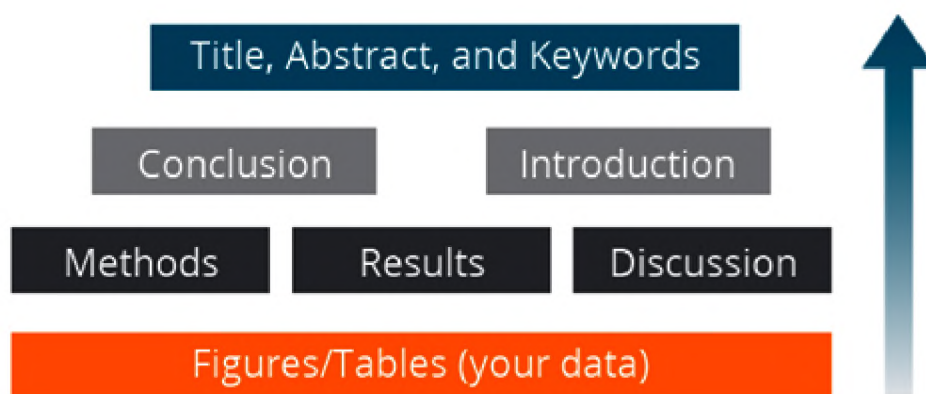 Title, Abstract, and Keywords
Conclusion
Introduction
Methods
Results
Discussion
Figures/Tables (your data)